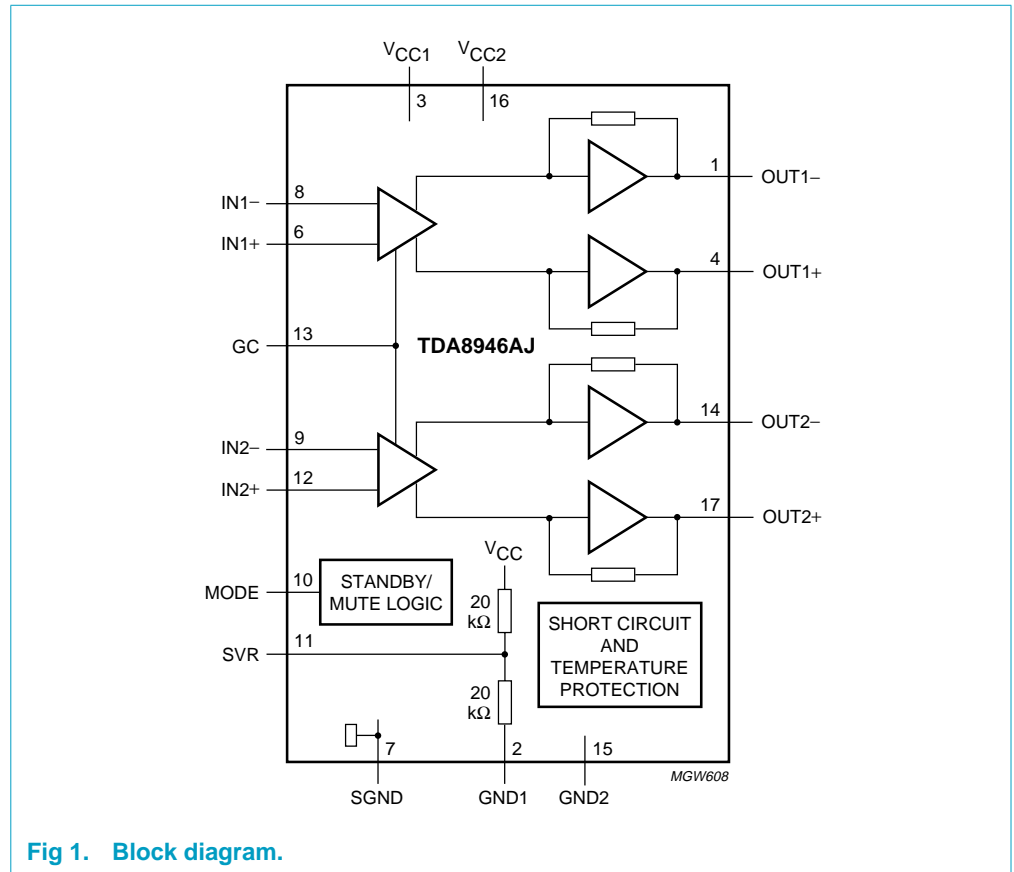 VCC1
VCC2
3
16
1
OUT1−
IN1−
8
IN1+
6
4
OUT1+
GC
13
TDA8946AJ
14
OUT2−
IN2−
9
IN2+
12
17
OUT2+
VCC
MODE
10
STANDBY/
MUTE LOGIC
20
kΩ
SHORT CIRCUIT
AND
TEMPERATURE
PROTECTION
SVR
11
20
kΩ
7
2
15
MGW608
SGND
GND1
GND2
Fig 1. Block diagram.